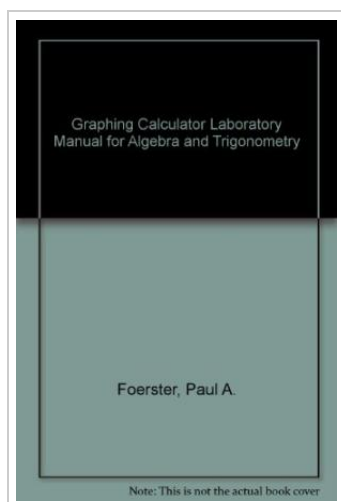 Graphing Calculator Laboratory
Manual for Algebra and Trigonometry
Foerster, Paul A.
Note: This is not the actual book cover